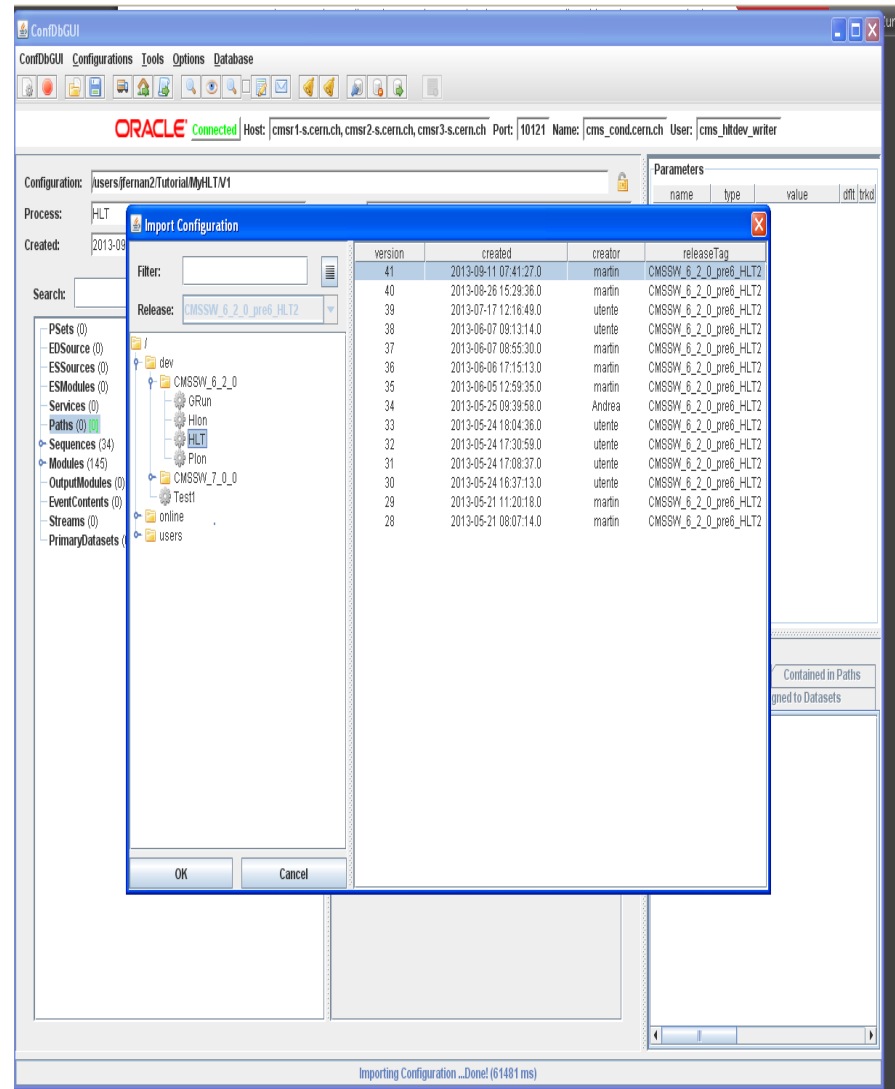 ConfDbGUI
ConfDbGUI Configurations Tools Options Database
ORACLE Connected Host: cmsr1-s.cern.ch, cmsr2-s.cern.ch, cmsr3-s.cern.ch Port: 10121 Name: cms_cond.cern.ch User: cms_hltdev_writer
Configuration: /users/jfernan2/Tutorial/MyHLT/V1
Process: HLT
Created: 2013-09
Search:
PSets (0)
EDSource (0)
ESSources (0)
ESModules (0)
Services (0)
Paths (0) (0)
Sequences (34)
Modules (145)
OutputModules (0)
EventContents (0)
Streams (0)
PrimaryDatasets (
Parameters
name type value dflt trkd
Import Configuration
Filter:
Release: CMSSW_6_2_0_pre6_HLT2
/
dev
CMSSW_6_2_0
GRun
HIon
HLT
PIon
CMSSW_7_0_0
Test1
online
users
OK Cancel
version created creator releaseTag
41 2013-09-11 07:41:27.0 martin CMSSW_6_2_0_pre6_HLT2
40 2013-08-26 15:29:36.0 martin CMSSW_6_2_0_pre6_HLT2
39 2013-07-17 12:16:49.0 utente CMSSW_6_2_0_pre6_HLT2
38 2013-06-07 09:13:14.0 utente CMSSW_6_2_0_pre6_HLT2
37 2013-06-07 08:55:30.0 martin CMSSW_6_2_0_pre6_HLT2
36 2013-06-06 17:15:13.0 martin CMSSW_6_2_0_pre6_HLT2
35 2013-06-05 12:59:35.0 martin CMSSW_6_2_0_pre6_HLT2
34 2013-05-25 09:39:58.0 Andrea CMSSW_6_2_0_pre6_HLT2
33 2013-05-24 18:04:36.0 utente CMSSW_6_2_0_pre6_HLT2
32 2013-05-24 17:30:59.0 utente CMSSW_6_2_0_pre6_HLT2
31 2013-05-24 17:08:37.0 utente CMSSW_6_2_0_pre6_HLT2
30 2013-05-24 16:37:13.0 utente CMSSW_6_2_0_pre6_HLT2
29 2013-05-21 11:20:18.0 martin CMSSW_6_2_0_pre6_HLT2
28 2013-05-21 08:07:14.0 martin CMSSW_6_2_0_pre6_HLT2
Contained in Paths
gned to Datasets
Importing Configuration ...Done! (61481 ms)